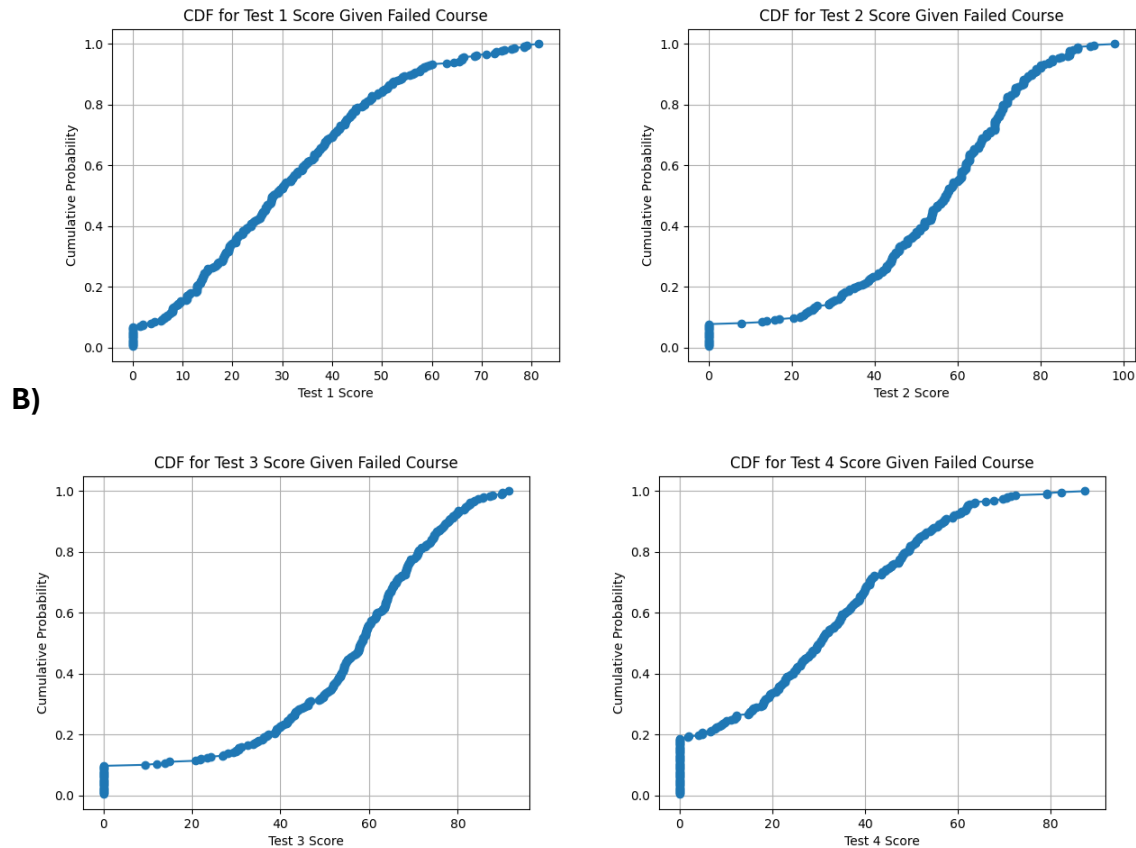 CDF for Test 1 Score Given Failed Course
Cumulative Probability
1.0
0.8
0.6
0.4
0.2
0.0
0 10 20 30 40 50 60 70 80
Test 1 Score
CDF for Test 2 Score Given Failed Course
Cumulative Probability
1.0
0.8
0.6
0.4
0.2
0.0
0 20 40 60 80 100
Test 2 Score
B)
CDF for Test 3 Score Given Failed Course
Cumulative Probability
1.0
0.8
0.6
0.4
0.2
0.0
0 20 40 60 80
Test 3 Score
CDF for Test 4 Score Given Failed Course
Cumulative Probability
1.0
0.8
0.6
0.4
0.2
0.0
0 20 40 60 80
Test 4 Score